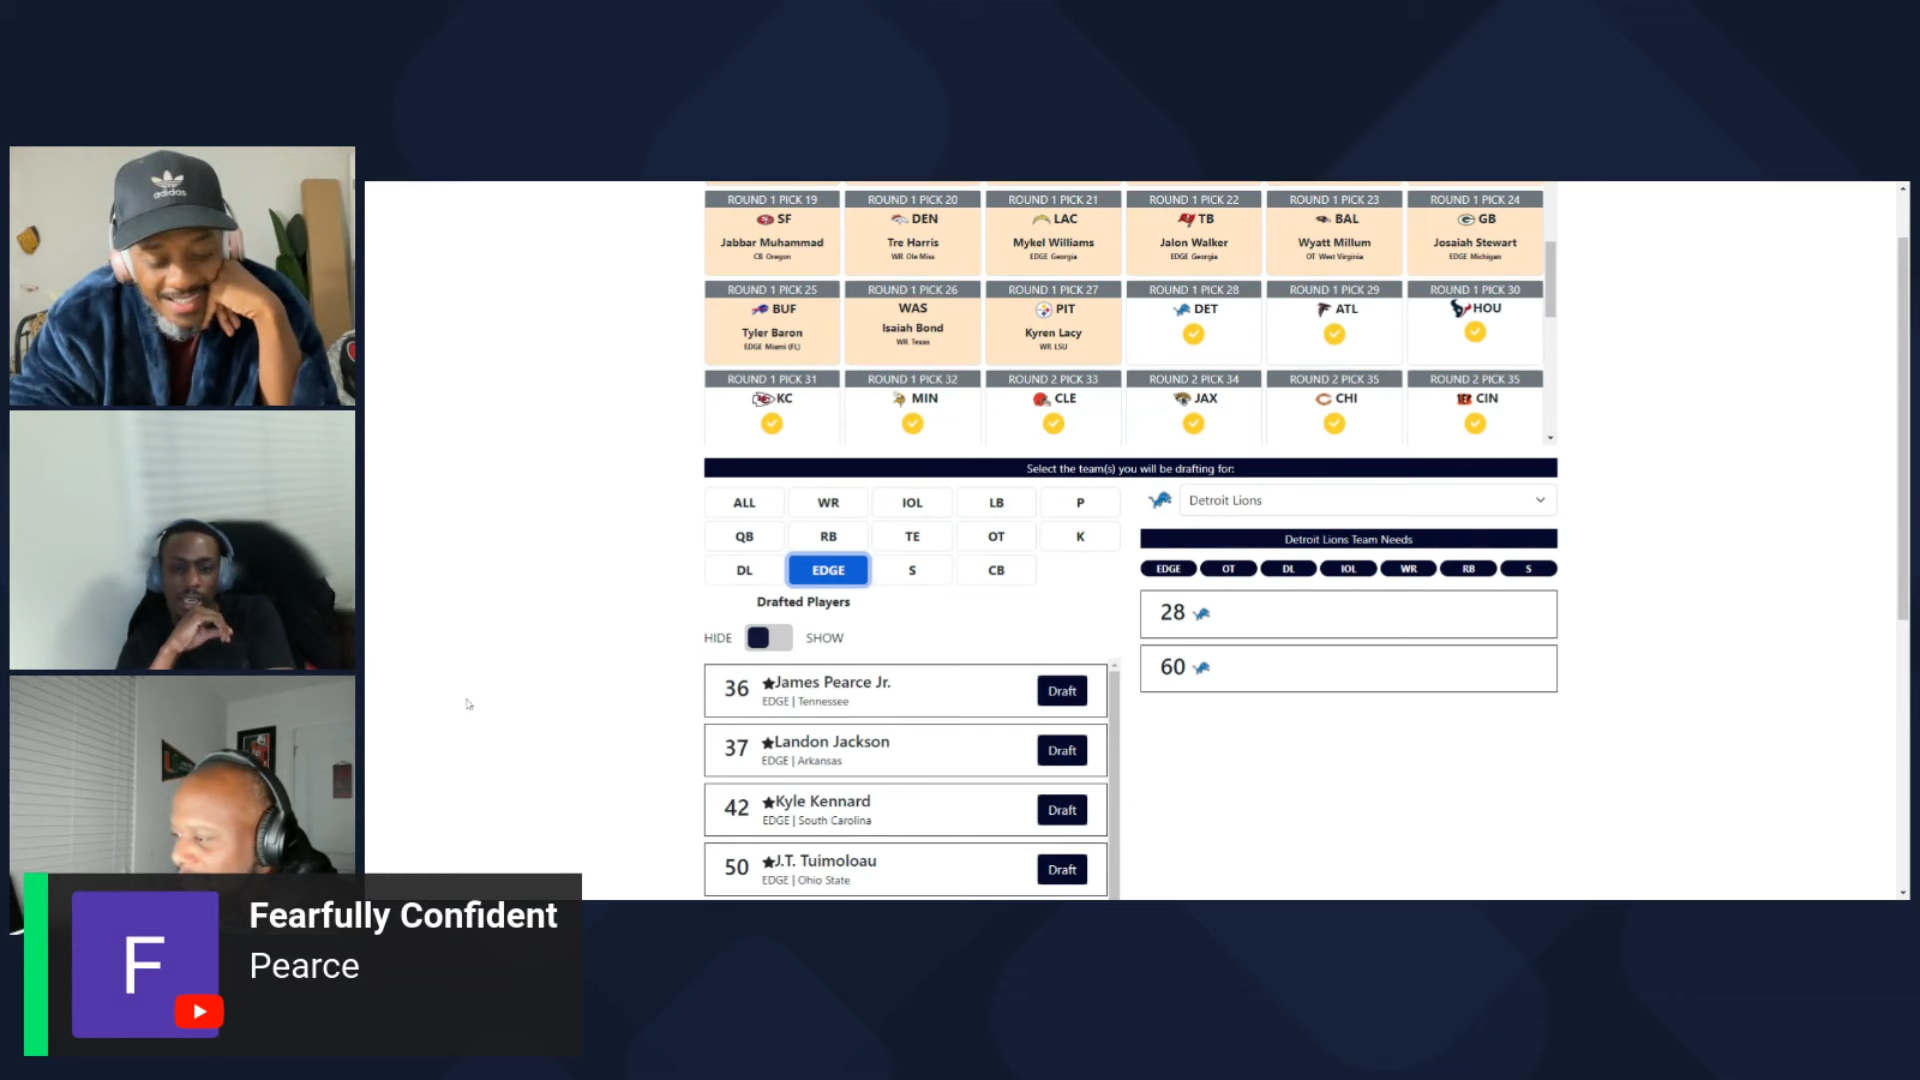 adidas
ROUND 1 PICK 19
SF
Jabbar Muhammad
CB Oregon
ROUND 1 PICK 20
DEN
Tre Harris
WR Ole Miss
ROUND 1 PICK 21
LAC
Mykel Williams
EDGE Georgia
ROUND 1 PICK 22
TB
Jalon Walker
EDGE Georgia
ROUND 1 PICK 23
BAL
Wyatt Millum
OT West Virginia
ROUND 1 PICK 24
GB
Josaiah Stewart
EDGE Michigan
ROUND 1 PICK 25
BUF
Tyler Baron
EDGE Miami (FL)
ROUND 1 PICK 26
WAS
Isaiah Bond
WR Texas
ROUND 1 PICK 27
PIT
Kyren Lacy
WR LSU
ROUND 1 PICK 28
DET
ROUND 1 PICK 29
ATL
ROUND 1 PICK 30
HOU
ROUND 1 PICK 31
KC
ROUND 1 PICK 32
MIN
ROUND 2 PICK 33
CLE
ROUND 2 PICK 34
JAX
ROUND 2 PICK 35
CHI
ROUND 2 PICK 35
CIN
Select the team(s) you will be drafting for:
ALL WR IOL LB P
QB RB TE OT K
DL EDGE S CB
Drafted Players
HIDE SHOW
36 ★James Pearce Jr.
EDGE | Tennessee
Draft
37 ★Landon Jackson
EDGE | Arkansas
Draft
42 ★Kyle Kennard
EDGE | South Carolina
Draft
50 ★J.T. Tuimoloau
EDGE | Ohio State
Draft
Detroit Lions
Detroit Lions Team Needs
EDGE OT DL IOL WR RB S
28
60
F
Fearfully Confident
Pearce